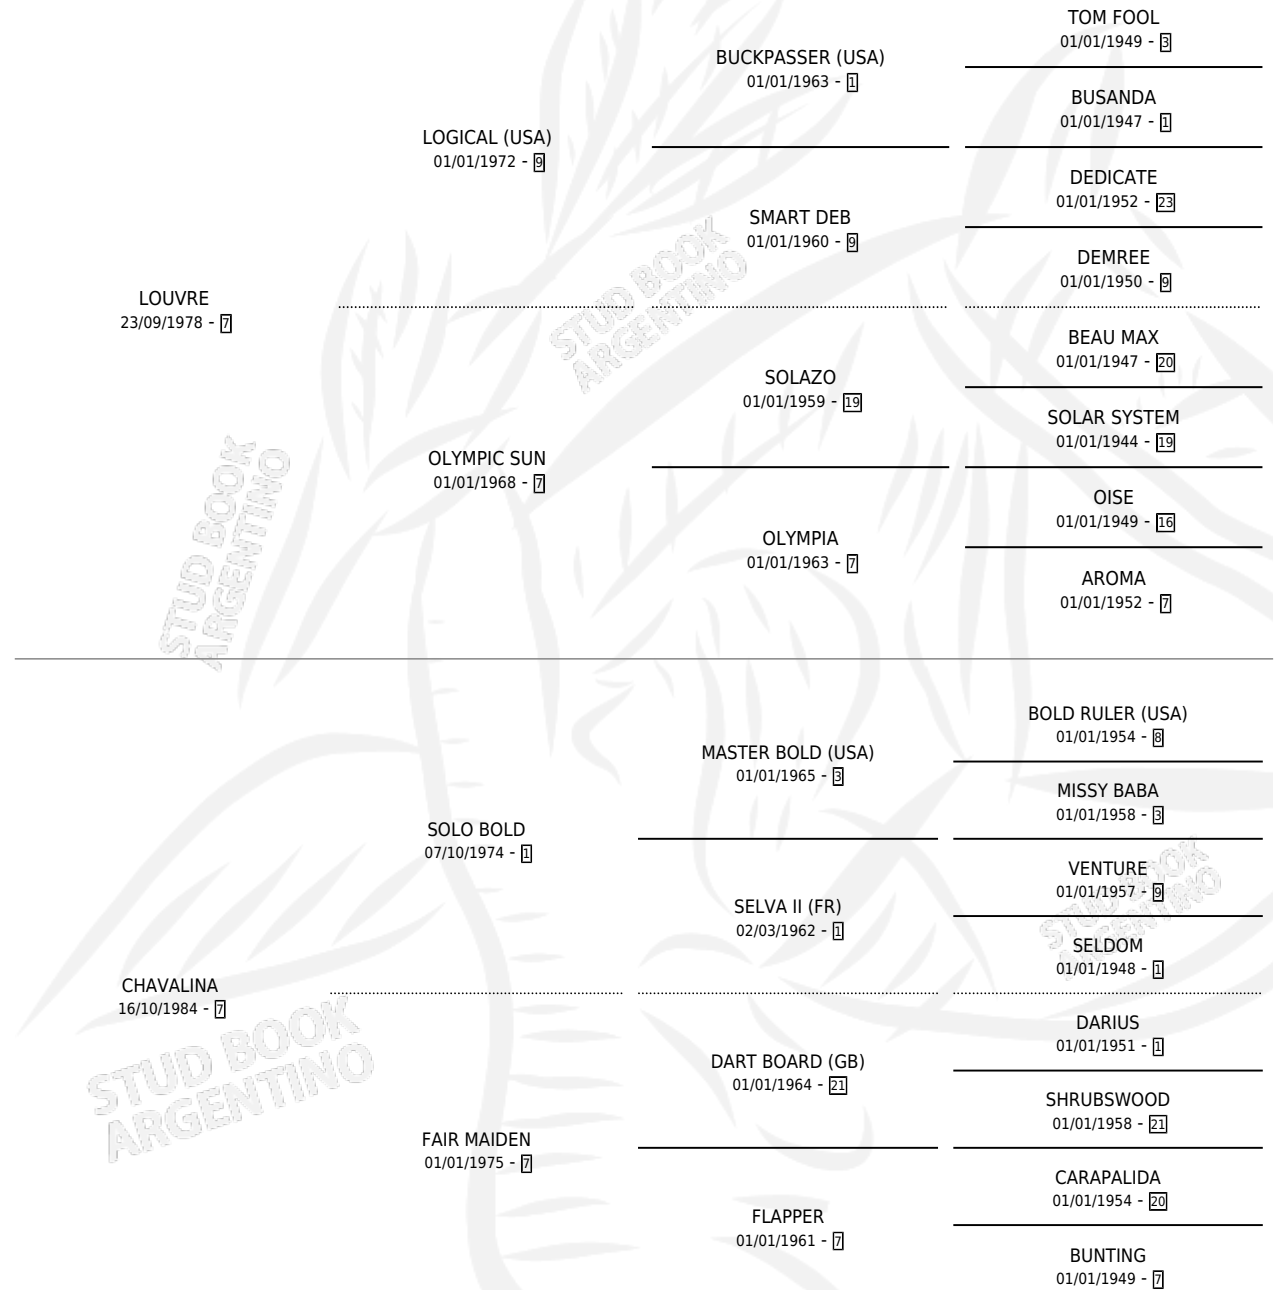 TOM FOOL
01/01/1949 - 3
BUCKPASSER (USA)
01/01/1963 - 1
BUSANDA
01/01/1947 - 1
LOGICAL (USA)
01/01/1972 - 9
DEDICATE
01/01/1952 - 23
SMART DEB
01/01/1960 - 9
DEMREE
01/01/1950 - 9
LOUVRE
23/09/1978 - 7
BEAU MAX
01/01/1947 - 20
SOLAZO
01/01/1959 - 19
SOLAR SYSTEM
01/01/1944 - 19
OLYMPIC SUN
01/01/1968 - 7
OISE
01/01/1949 - 16
OLYMPIA
01/01/1963 - 7
AROMA
01/01/1952 - 7
BOLD RULER (USA)
01/01/1954 - 8
MASTER BOLD (USA)
01/01/1965 - 3
MISSY BABA
01/01/1958 - 3
SOLO BOLD
07/10/1974 - 1
VENTURE
01/01/1957 - 9
SELVA II (FR)
02/03/1962 - 1
SELDOM
01/01/1948 - 1
CHAVALINA
16/10/1984 - 7
DARIUS
01/01/1951 - 1
DART BOARD (GB)
01/01/1964 - 21
SHRUBSWOOD
01/01/1958 - 21
FAIR MAIDEN
01/01/1975 - 7
CARAPALIDA
01/01/1954 - 20
FLAPPER
01/01/1961 - 7
BUNTING
01/01/1949 - 7
STUD BOOK
ARGENTINO
STUD BOOK
ARGENTINO
STUD BOOK
ARGENTINO
STUD BOOK
ARGENTINO